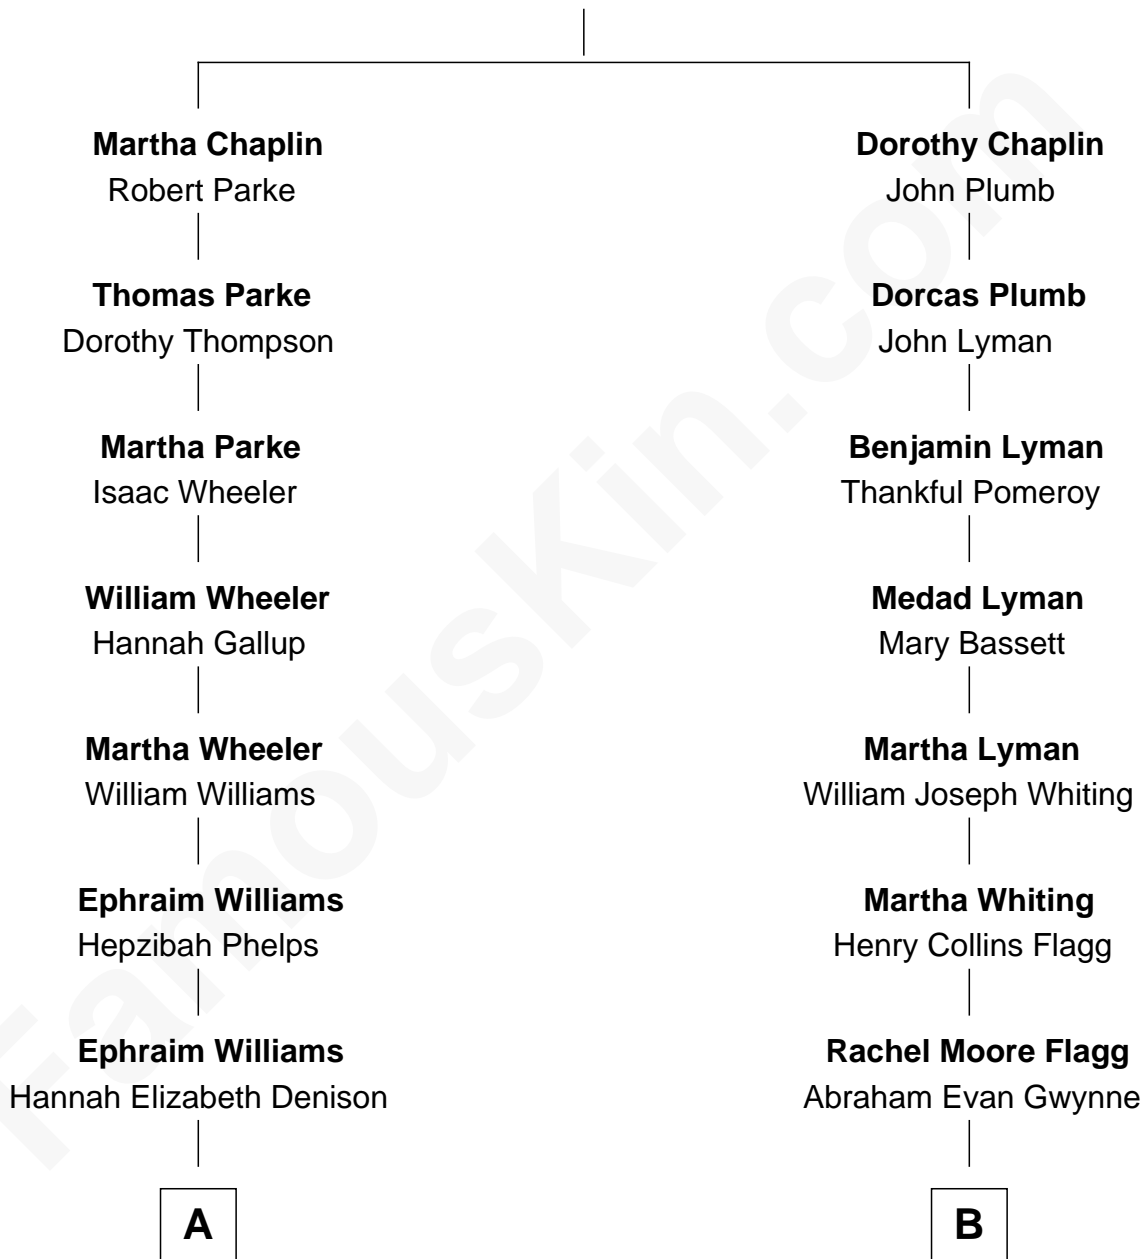 Martha Chaplin
Robert Parke
Thomas Parke
Dorothy Thompson
Martha Parke
Isaac Wheeler
William Wheeler
Hannah Gallup
Martha Wheeler
William Williams
Ephraim Williams
Hepzibah Phelps
Ephraim Williams
Hannah Elizabeth Denison
A
Dorothy Chaplin
John Plumb
Dorcas Plumb
John Lyman
Benjamin Lyman
Thankful Pomeroy
Medad Lyman
Mary Bassett
Martha Lyman
William Joseph Whiting
Martha Whiting
Henry Collins Flagg
Rachel Moore Flagg
Abraham Evan Gwynne
B
FamousKin.com